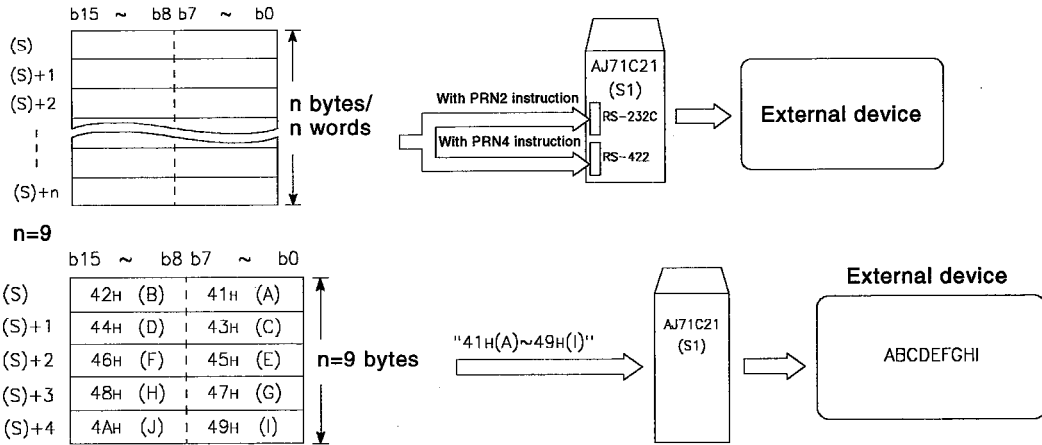 b15 ~ b8 b7 ~ b0
(S)
(S)+1
(S)+2
(S)+n
n bytes/
n words
With PRN2 instruction
With PRN4 instruction
AJ71C21
(S1)
RS-232C
RS-422
External device
n=9
b15 ~ b8 b7 ~ b0
(S) 42H (B) 41H (A)
(S)+1 44H (D) 43H (C)
(S)+2 46H (F) 45H (E)
(S)+3 48H (H) 47H (G)
(S)+4 4AH (J) 49H (I)
n=9 bytes
"41H(A)~49H(I)"
AJ71C21
(S1)
External device
ABCDEFGHI